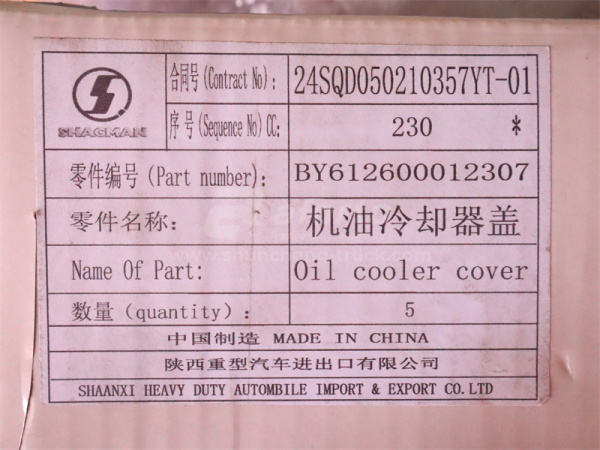 SHACMAN
合同号(Contract No): 24SQD050210357YT-01
序号(Sequence No)CC: 230 *
零件编号(Part number): BY612600012307
零件名称: 机油冷却器盖
Name Of Part: Oil cooler cover
数量(quantity): 5
中国制造 MADE IN CHINA
陕西重型汽车进出口有限公司
SHAANXI HEAVY DUTY AUTOMBILE IMPORT & EXPORT CO.LTD